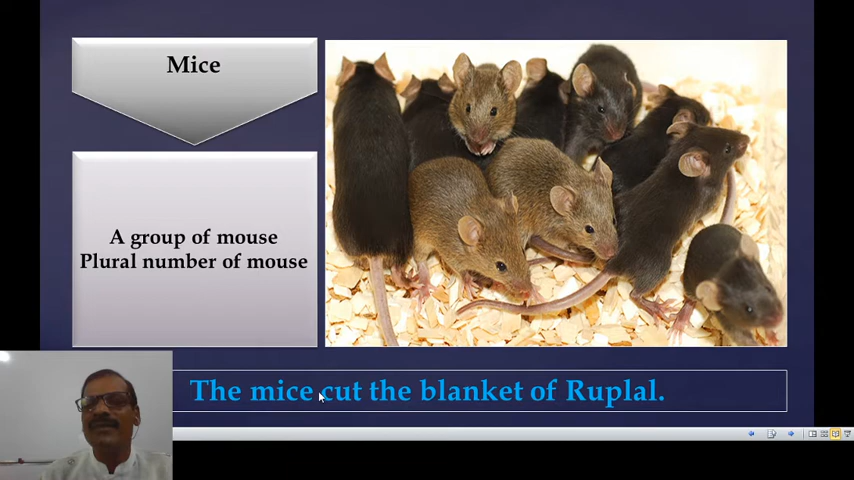 Mice
A group of mouse
Plural number of mouse
The mice cut the blanket of Ruplal.